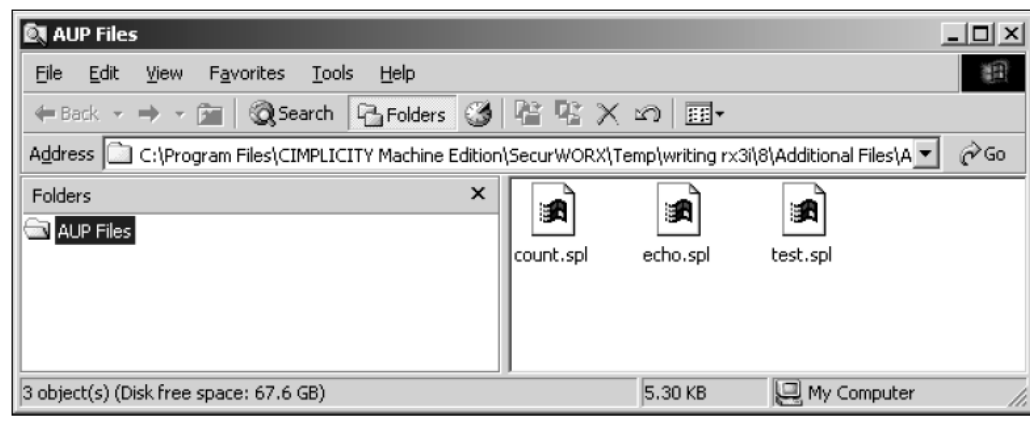 AUP Files
File Edit View Favorites Tools Help
Back Search Folders
Address C:\Program Files\CIMPLICITY Machine Edition\SecurWORX\Temp\writing rx3i\8\Additional Files\A Go
Folders
AUP Files
count.spl echo.spl test.spl
3 object(s) (Disk free space: 67.6 GB) 5.30 KB My Computer